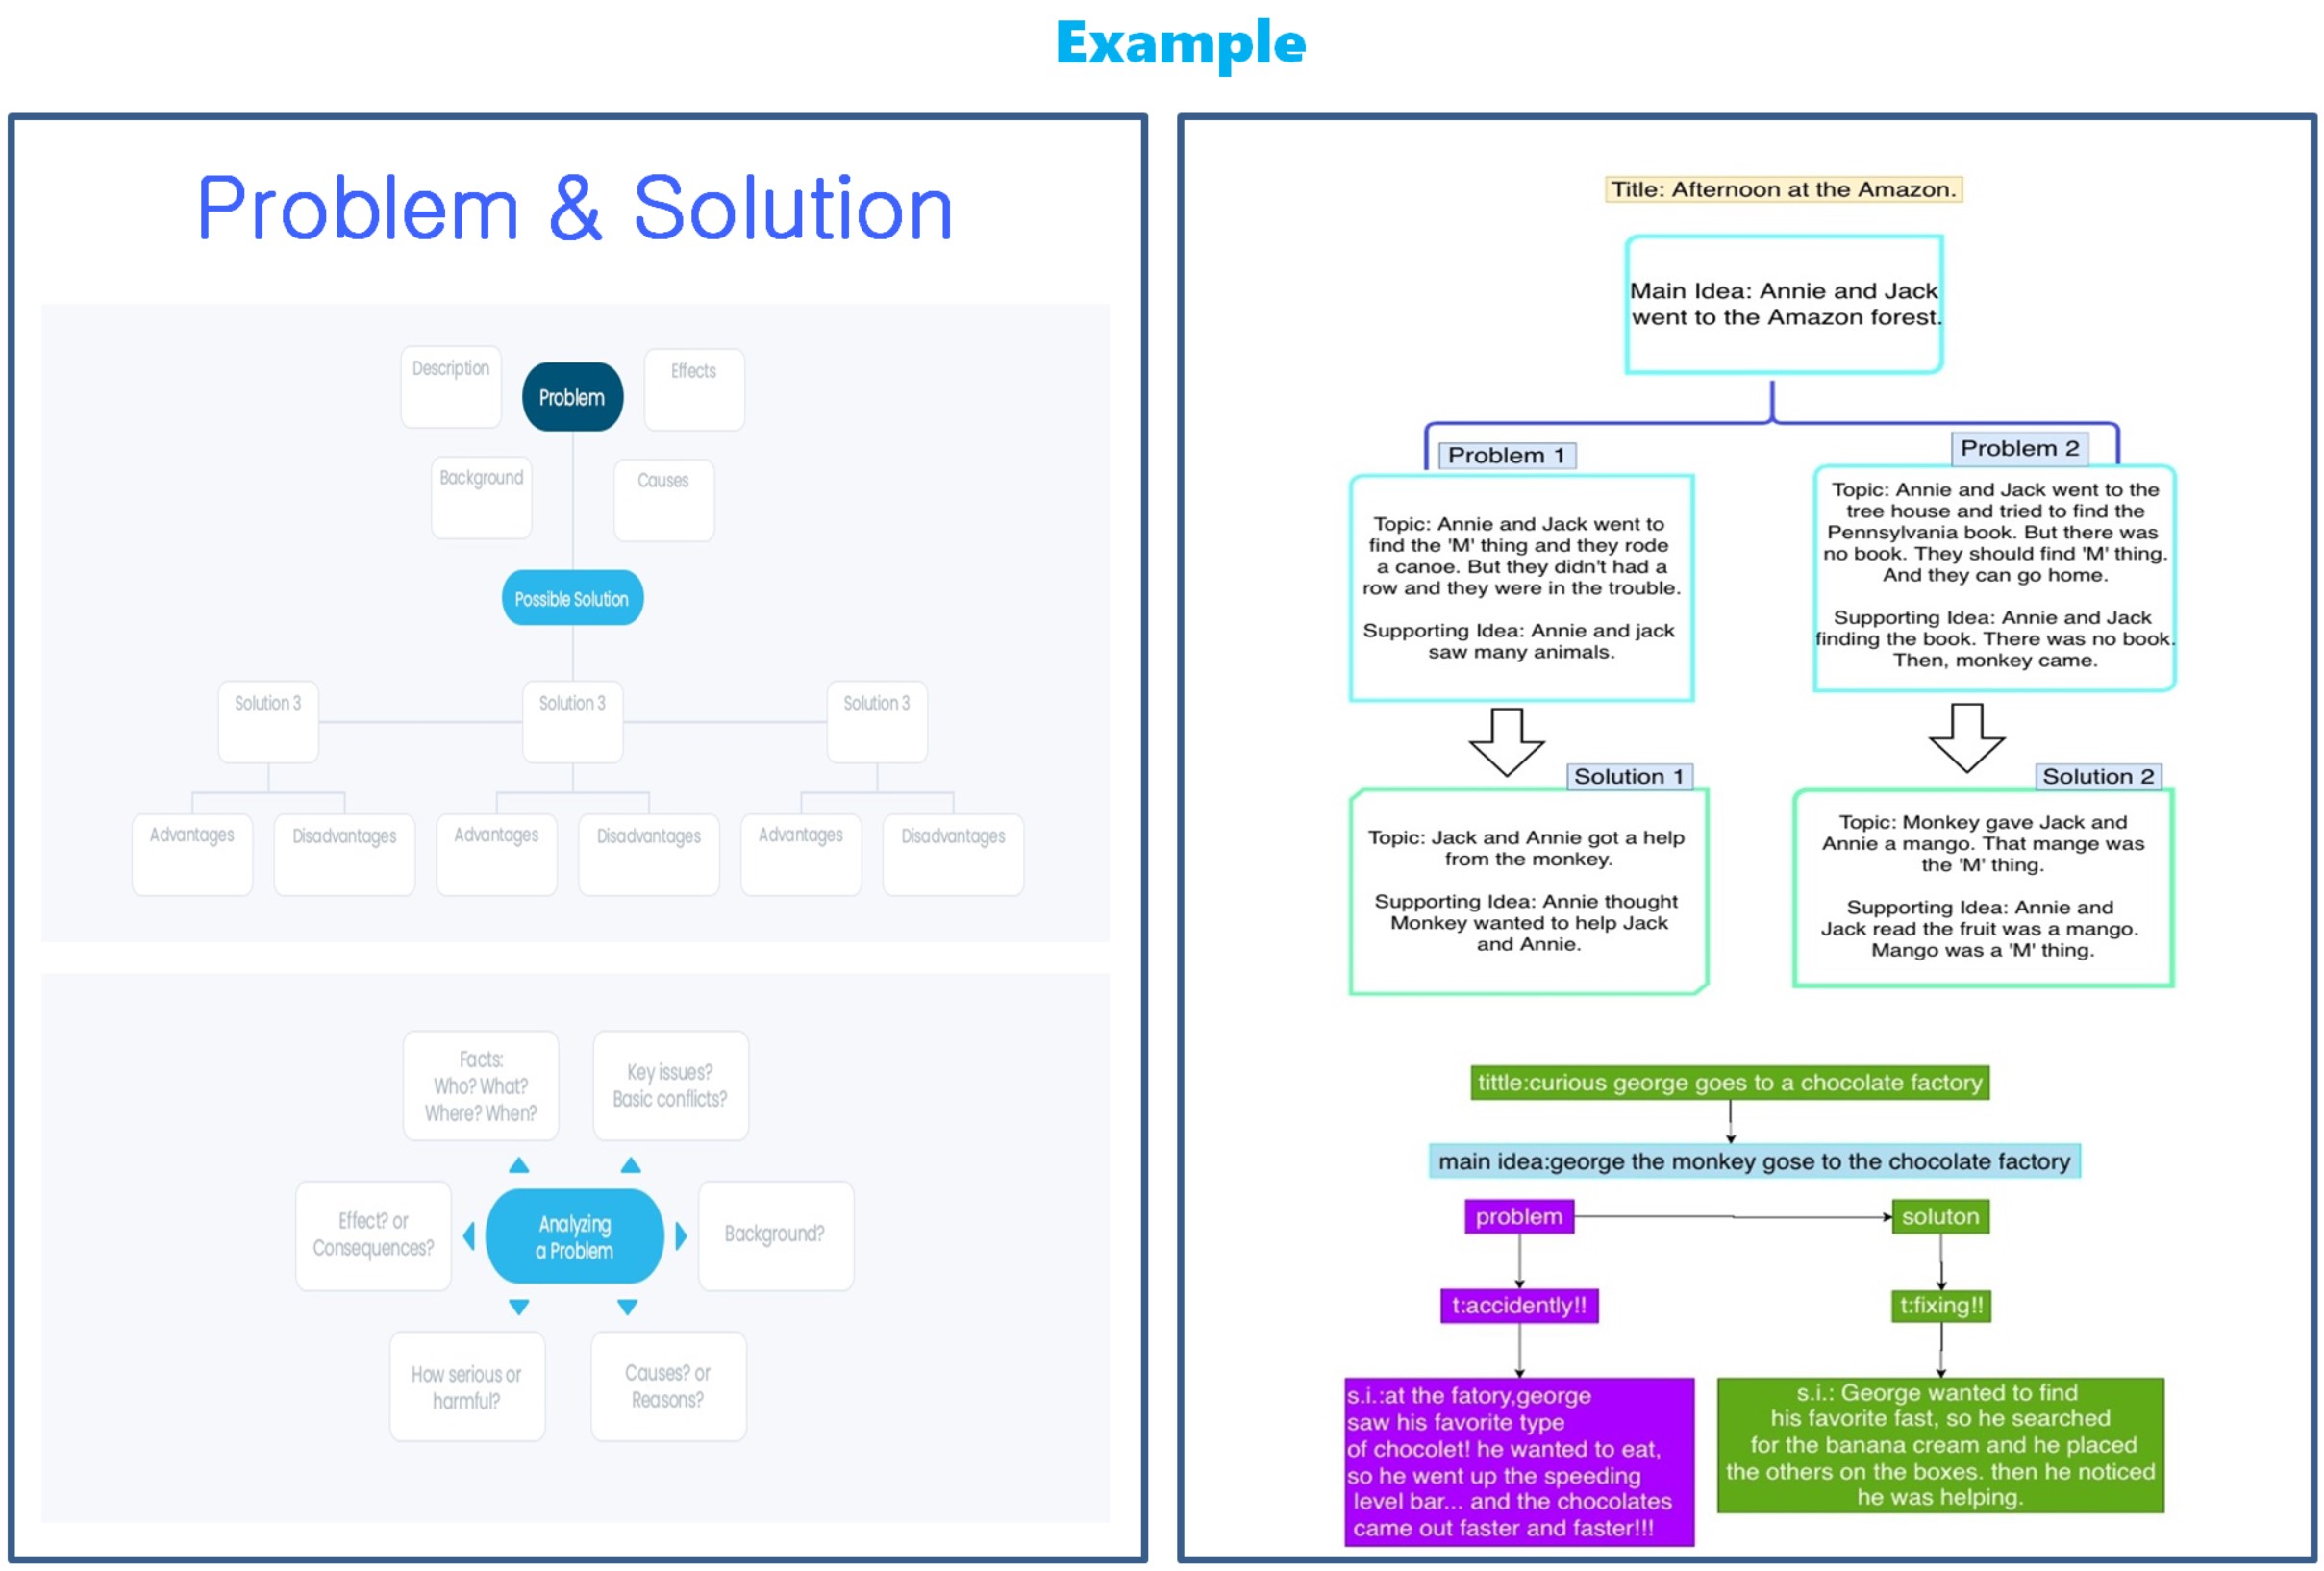 Example
Problem & Solution
Description
Problem
Effects
Background
Causes
Possible Solution
Solution 3
Solution 3
Solution 3
Advantages
Disadvantages
Advantages
Disadvantages
Advantages
Disadvantages
Facts:
Who? What?
Where? When?
Key issues?
Basic conflicts?
Effect? or
Consequences?
Analyzing
a Problem
Background?
How serious or
harmful?
Causes? or
Reasons?
Title: Afternoon at the Amazon.
Main Idea: Annie and Jack
went to the Amazon forest.
Problem 1
Topic: Annie and Jack went to
find the 'M' thing and they rode
a canoe. But they didn't had a
row and they were in the trouble.
Supporting Idea: Annie and jack
saw many animals.
Problem 2
Topic: Annie and Jack went to the
tree house and tried to find the
Pennsylvania book. But there was
no book. They should find 'M' thing.
And they can go home.
Supporting Idea: Annie and Jack
finding the book. There was no book.
Then, monkey came.
Solution 1
Topic: Jack and Annie got a help
from the monkey.
Supporting Idea: Annie thought
Monkey wanted to help Jack
and Annie.
Solution 2
Topic: Monkey gave Jack and
Annie a mango. That mange was
the 'M' thing.
Supporting Idea: Annie and
Jack read the fruit was a mango.
Mango was a 'M' thing.
tittle:curious george goes to a chocolate factory
main idea:george the monkey gose to the chocolate factory
problem
soluton
t:accidently!!
t:fixing!!
s.i.:at the fatory,george
saw his favorite type
of chocolet! he wanted to eat,
so he went up the speeding
level bar... and the chocolates
came out faster and faster!!!
s.i.: George wanted to find
his favorite fast, so he searched
for the banana cream and he placed
the others on the boxes. then he noticed
he was helping.